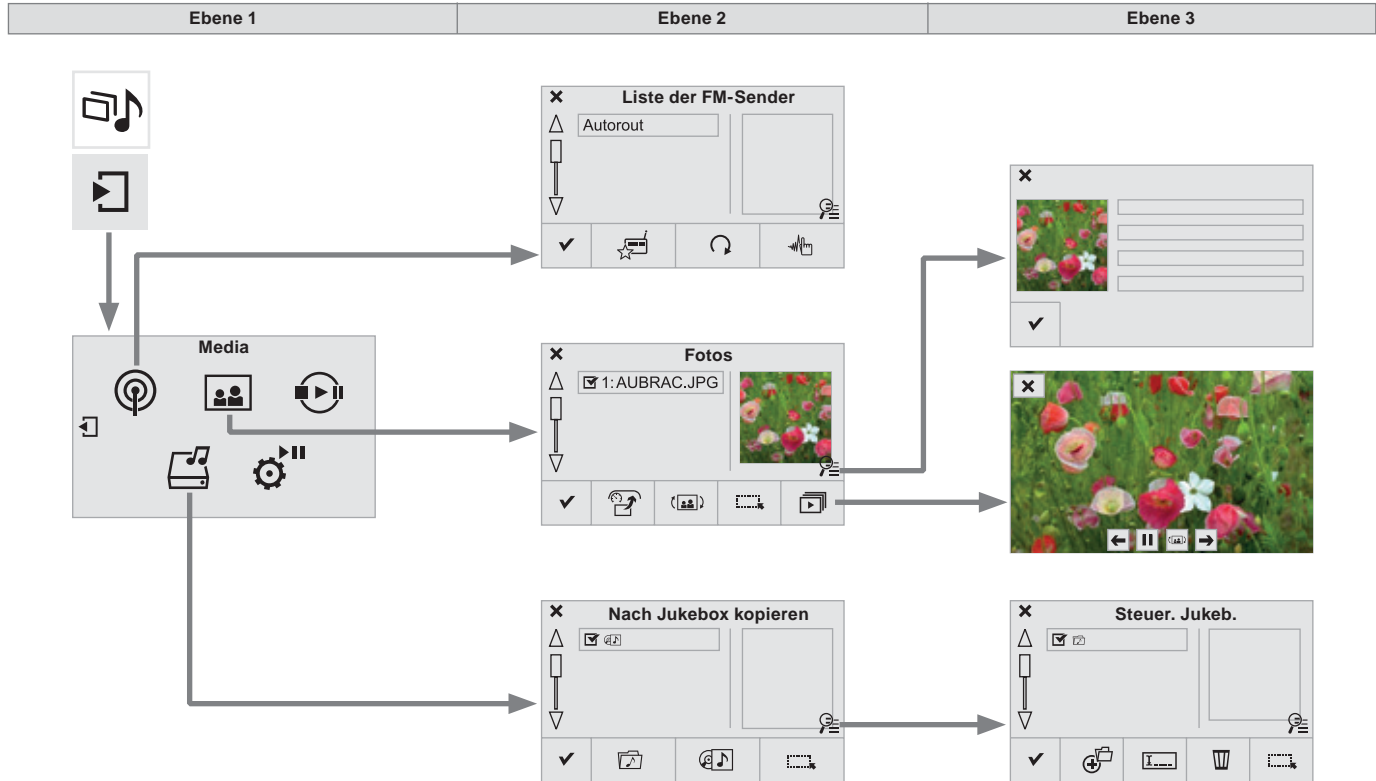 Ebene 1
Ebene 2
Ebene 3
Liste der FM-Sender
Autorout
Media
Fotos
1: AUBRAC.JPG
Nach Jukebox kopieren
Steuer. Jukeb.